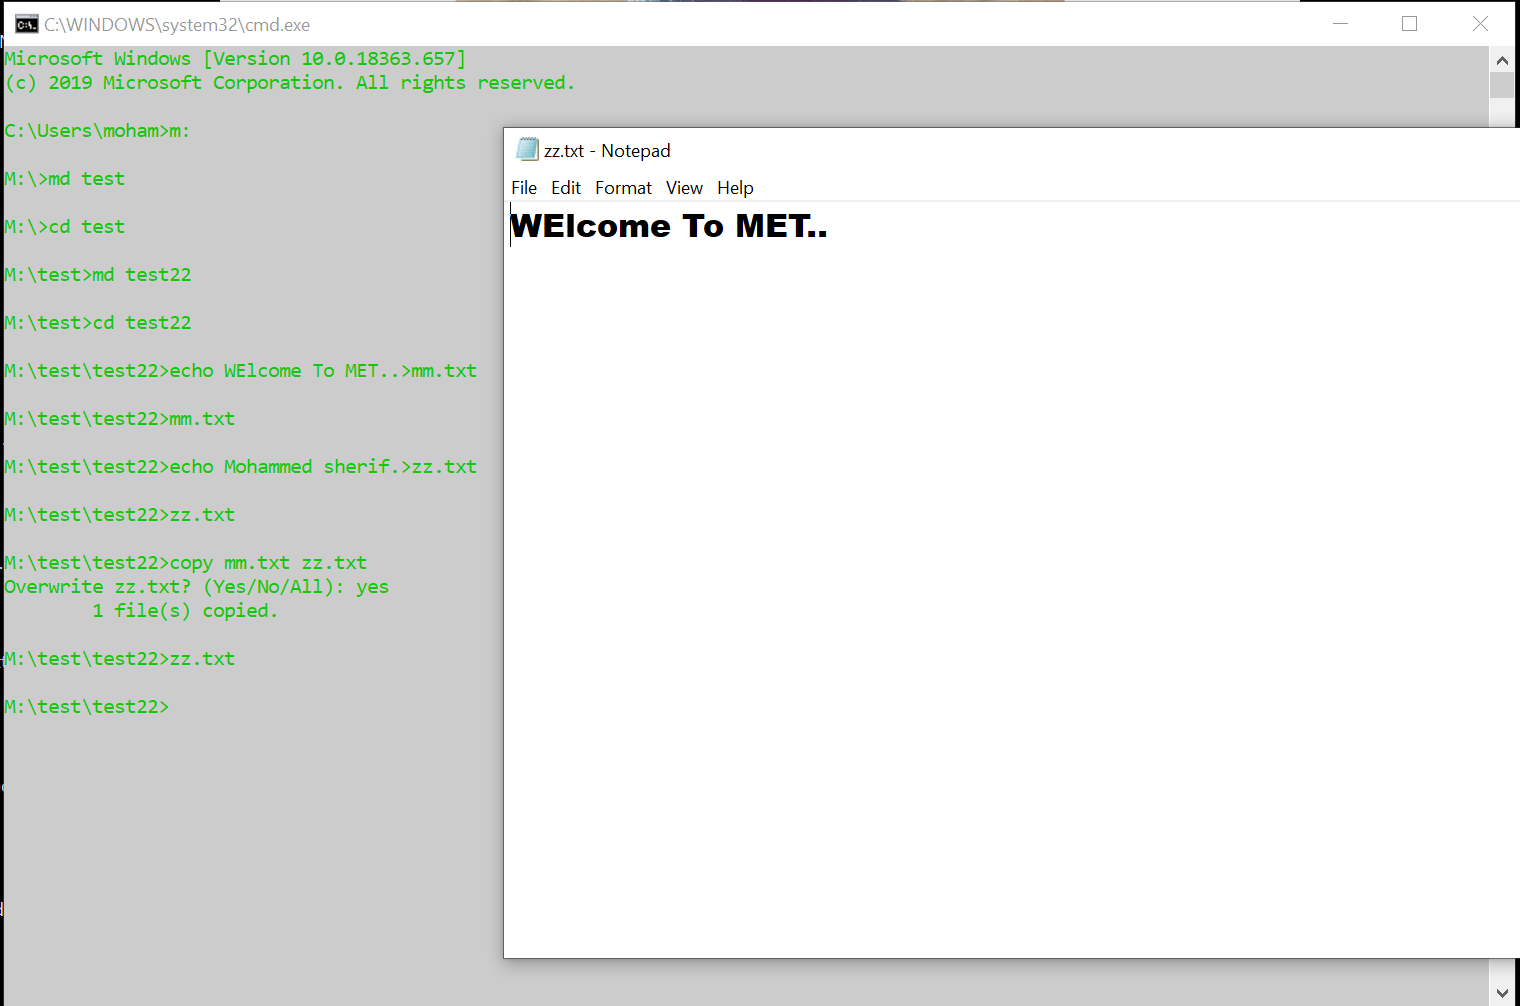 C:\WINDOWS\system32\cmd.exe
Microsoft Windows [Version 10.0.18363.657]
(c) 2019 Microsoft Corporation. All rights reserved.
C:\Users\moham>m:
M:\>md test
M:\>cd test
M:\test>md test22
M:\test>cd test22
M:\test\test22>echo WElcome To MET..>mm.txt
M:\test\test22>mm.txt
M:\test\test22>echo Mohammed sherif.>zz.txt
M:\test\test22>zz.txt
M:\test\test22>copy mm.txt zz.txt
Overwrite zz.txt? (Yes/No/All): yes
        1 file(s) copied.
M:\test\test22>zz.txt
M:\test\test22>
zz.txt - Notepad
File Edit Format View Help
WElcome To MET..